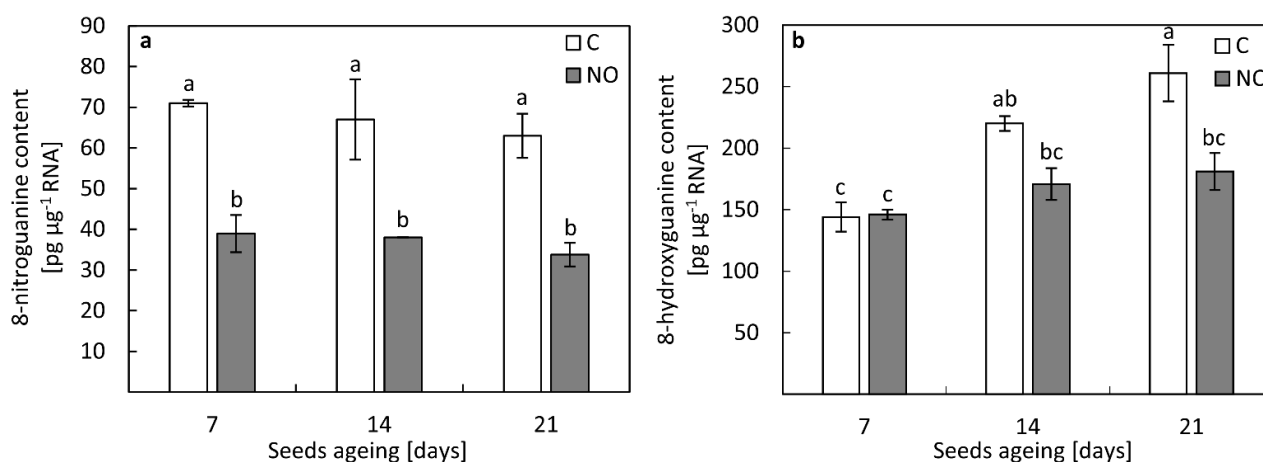 8-nitroguanine content
[pg µg⁻¹ RNA]
90
80
70
60
50
40
30
20
10
a
C
NO
a
b
a
b
a
b
7
14
21
Seeds ageing [days]
8-hydroxyguanine content
[pg µg⁻¹ RNA]
300
250
200
150
100
50
b
C
NO
c
c
ab
bc
a
bc
7
14
21
Seeds ageing [days]